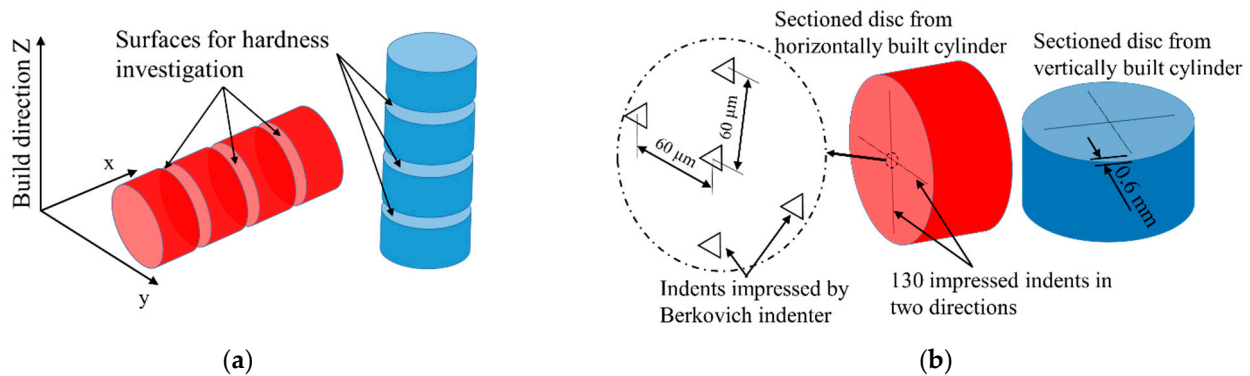 Build direction Z
x
y
Surfaces for hardness
investigation
(a)
Sectioned disc from
horizontally built cylinder
Sectioned disc from
vertically built cylinder
60 μm
60 μm
0.6 mm
Indents impressed by
Berkovich indenter
130 impressed indents in
two directions
(b)